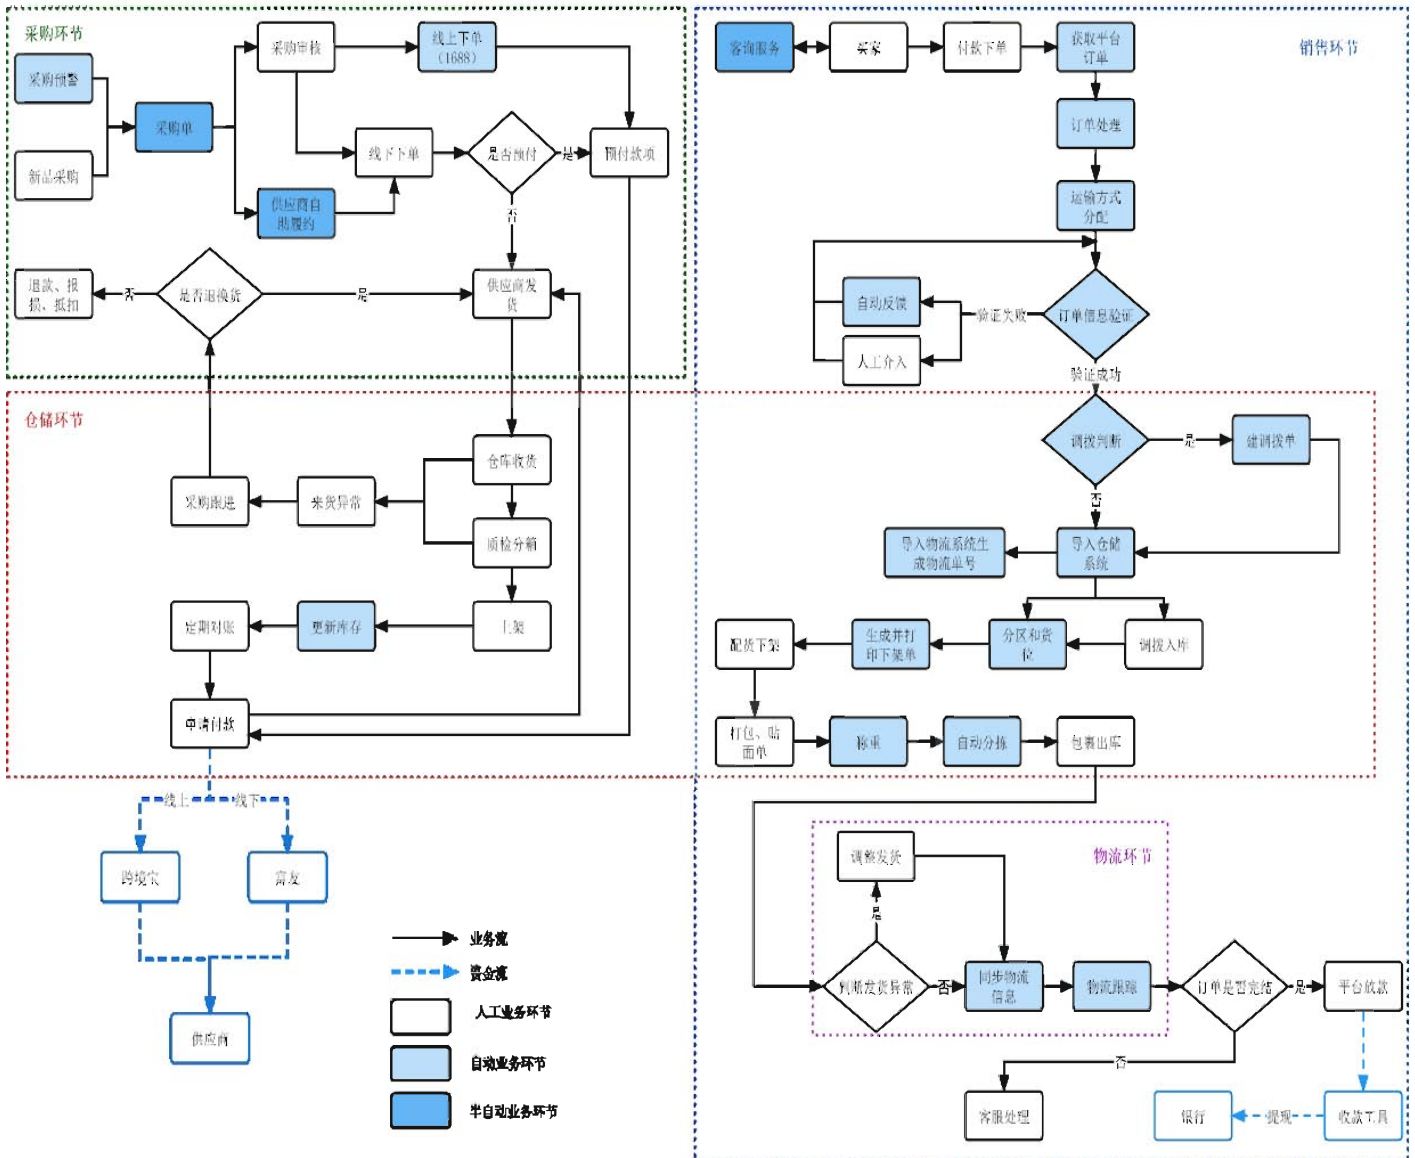 采购环节
采购预警
新品采购
采购单
采购审核
线上下单
（1688）
线下下单
供应商自
助履约
是否预付
是
否
预付款项
退款、报
损、抵扣
否
是否退换货
是
供应商发
货
仓储环节
仓库收货
采购跟进
来货异常
质检分箱
定期对账
更新库存
上架
申请付款
线上
线下
跨境宝
富友
供应商
业务流
资金流
人工业务环节
自动业务环节
半自动业务环节
销售环节
客询服务
买家
付款下单
获取平台
订单
订单处理
运输方式
分配
自动反馈
人工介入
验证失败
订单信息验证
验证成功
调拨判断
是
建调拨单
否
导入物流系统生
成物流单号
导入仓储
系统
配货下架
生成并打
印下架单
分区和货
位
调拨入库
打包、贴
面单
称重
自动分拣
包裹出库
物流环节
调整发货
是
判断发货异常
否
同步物流
信息
物流跟踪
订单是否完结
是
平台放款
否
客服处理
银行
提现
收款工具